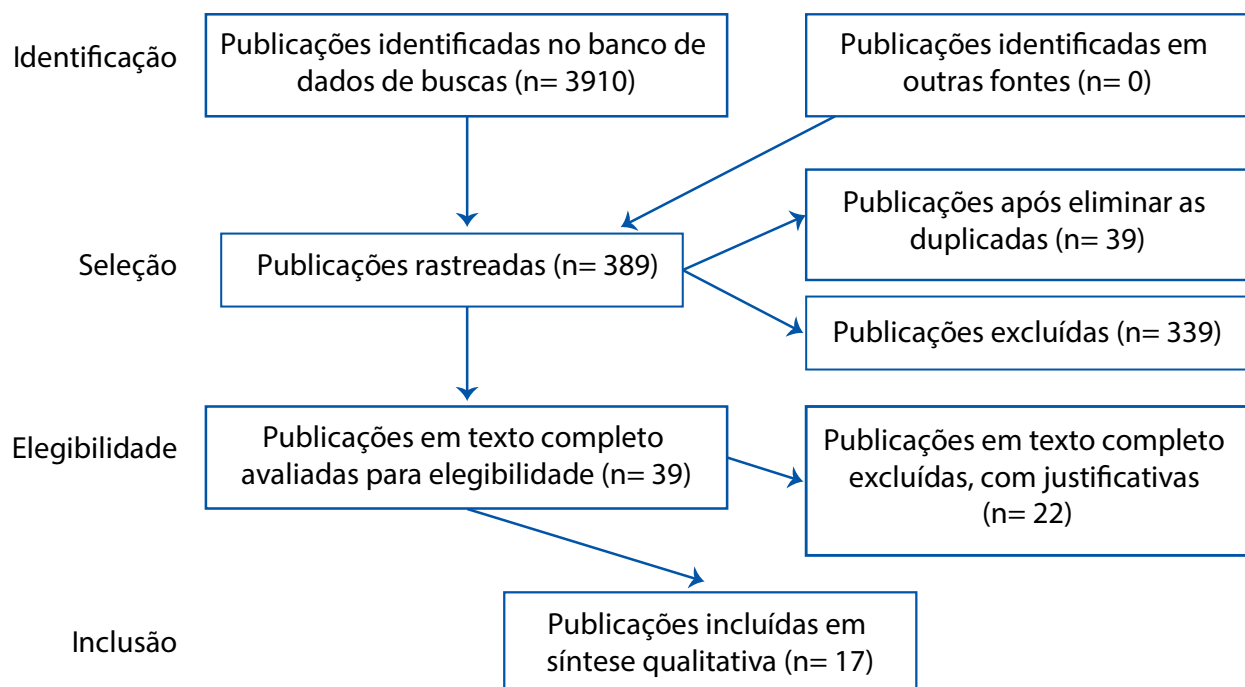 Identificação
Publicações identificadas no banco de
dados de buscas (n= 3910)
Publicações identificadas em
outras fontes (n= 0)
Seleção
Publicações rastreadas (n= 389)
Publicações após eliminar as
duplicadas (n= 39)
Publicações excluídas (n= 339)
Elegibilidade
Publicações em texto completo
avaliadas para elegibilidade (n= 39)
Publicações em texto completo
excluídas, com justificativas
(n= 22)
Inclusão
Publicações incluídas em
síntese qualitativa (n= 17)